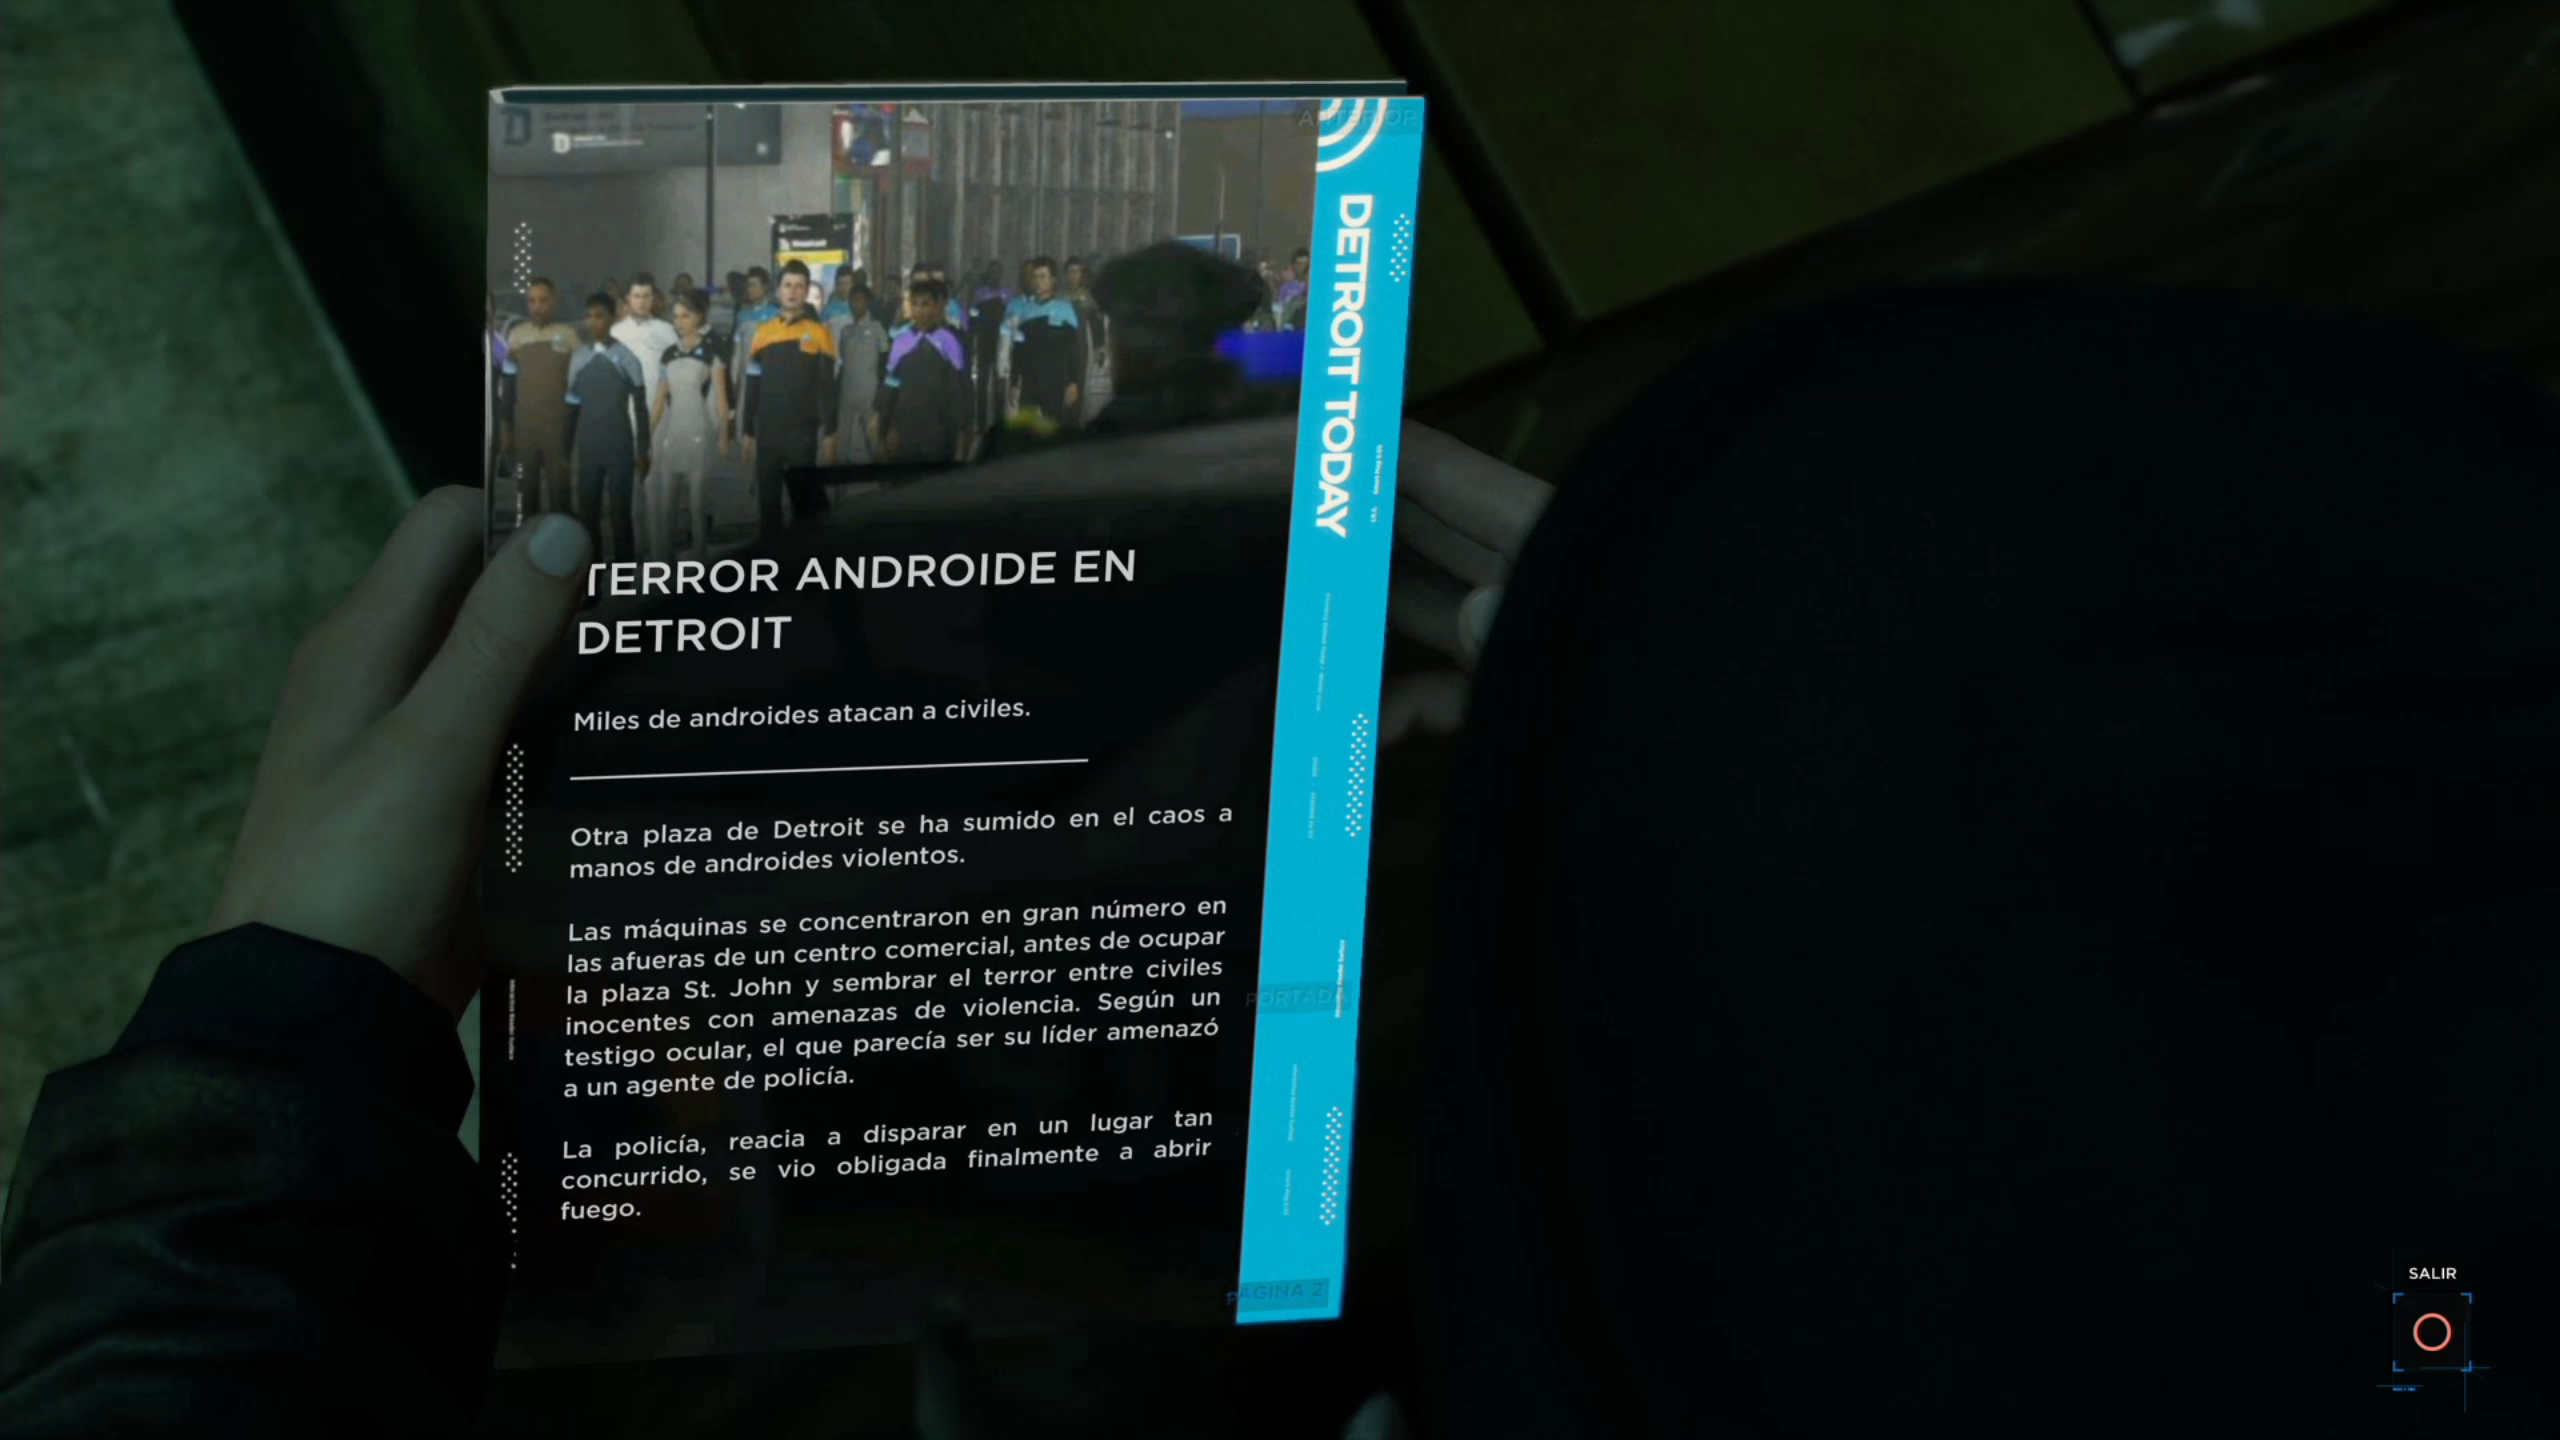 ANTERIOR
DETROIT TODAY
TERROR ANDROIDE EN
DETROIT
Miles de androides atacan a civiles.
Otra plaza de Detroit se ha sumido en el caos a
manos de androides violentos.
Las máquinas se concentraron en gran número en
las afueras de un centro comercial, antes de ocupar
la plaza St. John y sembrar el terror entre civiles
inocentes con amenazas de violencia. Según un
testigo ocular, el que parecía ser su líder amenazó
a un agente de policía.
La policía, reacia a disparar en un lugar tan
concurrido, se vio obligada finalmente a abrir
fuego.
PORTADA
PÁGINA 2
SALIR